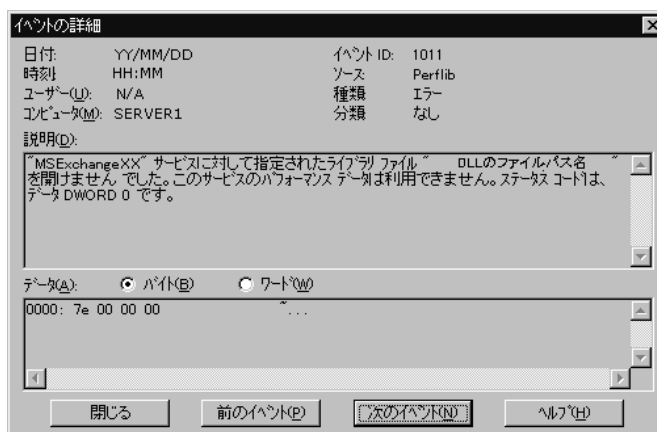 イベントの詳細
日付: YY/MM/DD イベント ID: 1011
時刻 HH:MM ソース: Perflib
ユーザー(U): N/A 種類 エラー
コンピュータ(M): SERVER1 分類 なし
説明(D):
"MSExchangeXX" サービスに対して指定されたライブラリ ファイル " DLLのファイルパス名 "
を開けません でした。このサービスのパフォーマンス データは利用できません。ステータス コードは、
データ DWORD 0 です。
データ(A): バイト(B) ワード(W)
0000: 7e 00 00 00 ~...
閉じる 前のイベント(P) 次のイベント(N) ヘルプ(H)